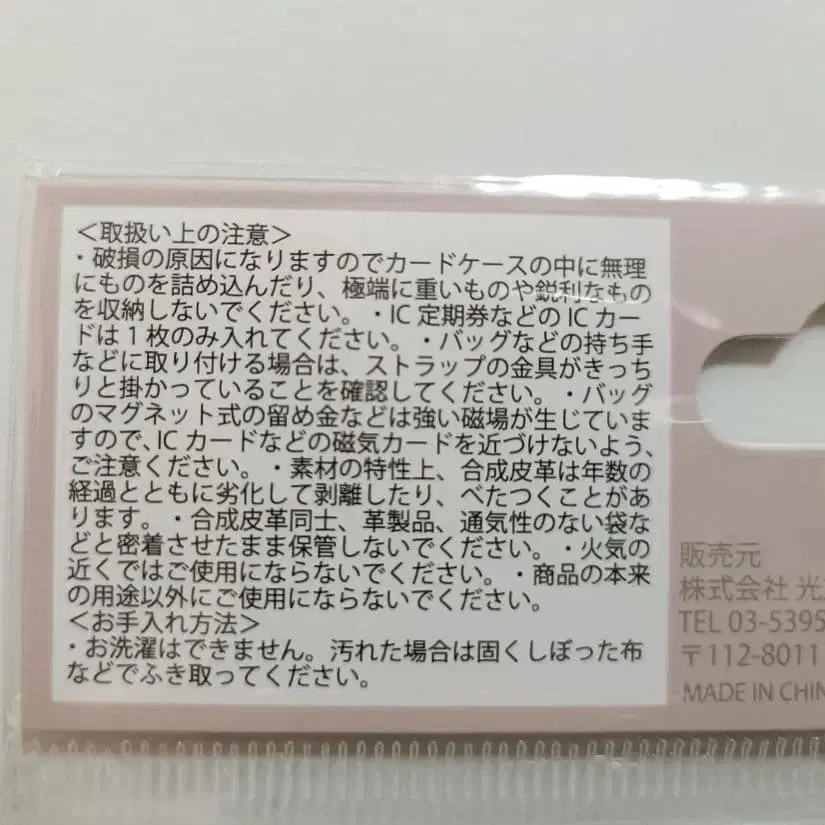 ＜取扱い上の注意＞
・破損の原因になりますのでカードケースの中に無理
にものを詰め込んだり、極端に重いものや鋭利なもの
を収納しないでください。・IC 定期券などの IC カー
ドは 1 枚のみ入れてください。・バッグなどの持ち手
などに取り付ける場合は、ストラップの金具がきっち
りと掛かっていることを確認してください。・バッグ
のマグネット式の留め金などは強い磁場が生じていま
すので、IC カードなどの磁気カードを近づけないよう、
ご注意ください。・素材の特性上、合成皮革は年数の
経過とともに劣化して剥離したり、べたつくことがあ
ります。・合成皮革同士、革製品、通気性のない袋な
どと密着させたまま保管しないでください。・火気の
近くではご使用にならないでください。・商品の本来
の用途以外にご使用にならないでください。
＜お手入れ方法＞
・お洗濯はできません。汚れた場合は固くしぼった布
などでふき取ってください。
販売元
株式会社 光
TEL 03-5395
〒112-8011
MADE IN CHIN